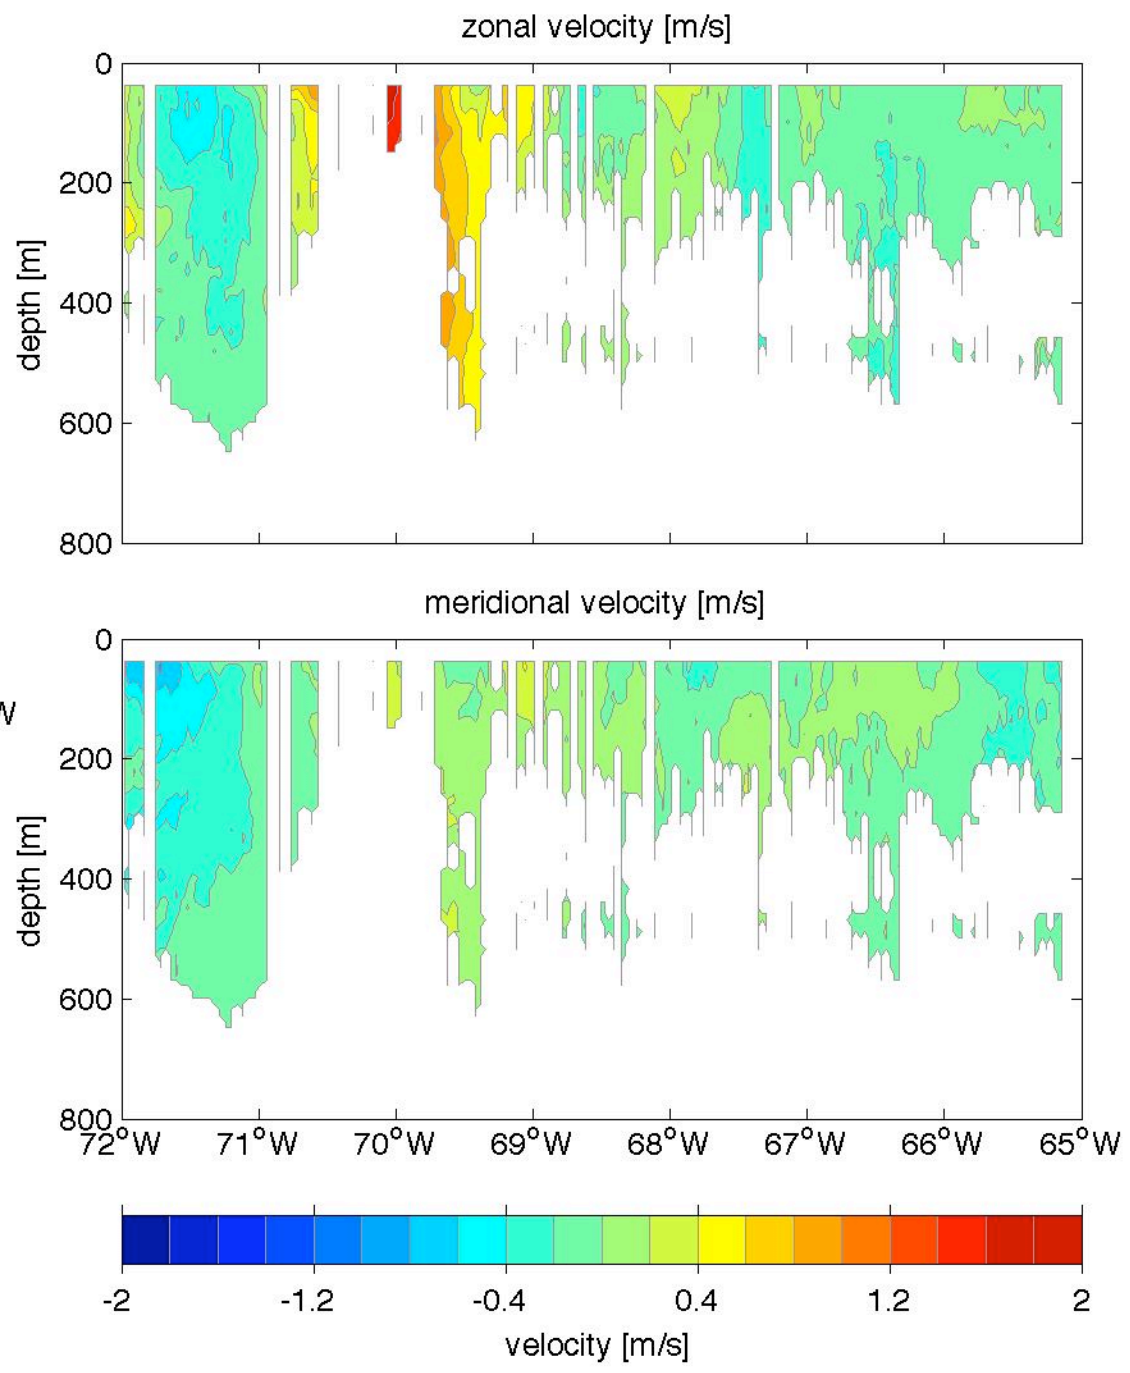 zonal velocity [m/s]
0
200
400
600
800
depth [m]
meridional velocity [m/s]
0
200
400
600
800
depth [m]
W
72°W 71°W 70°W 69°W 68°W 67°W 66°W 65°W
-2 -1.2 -0.4 0.4 1.2 2
velocity [m/s]